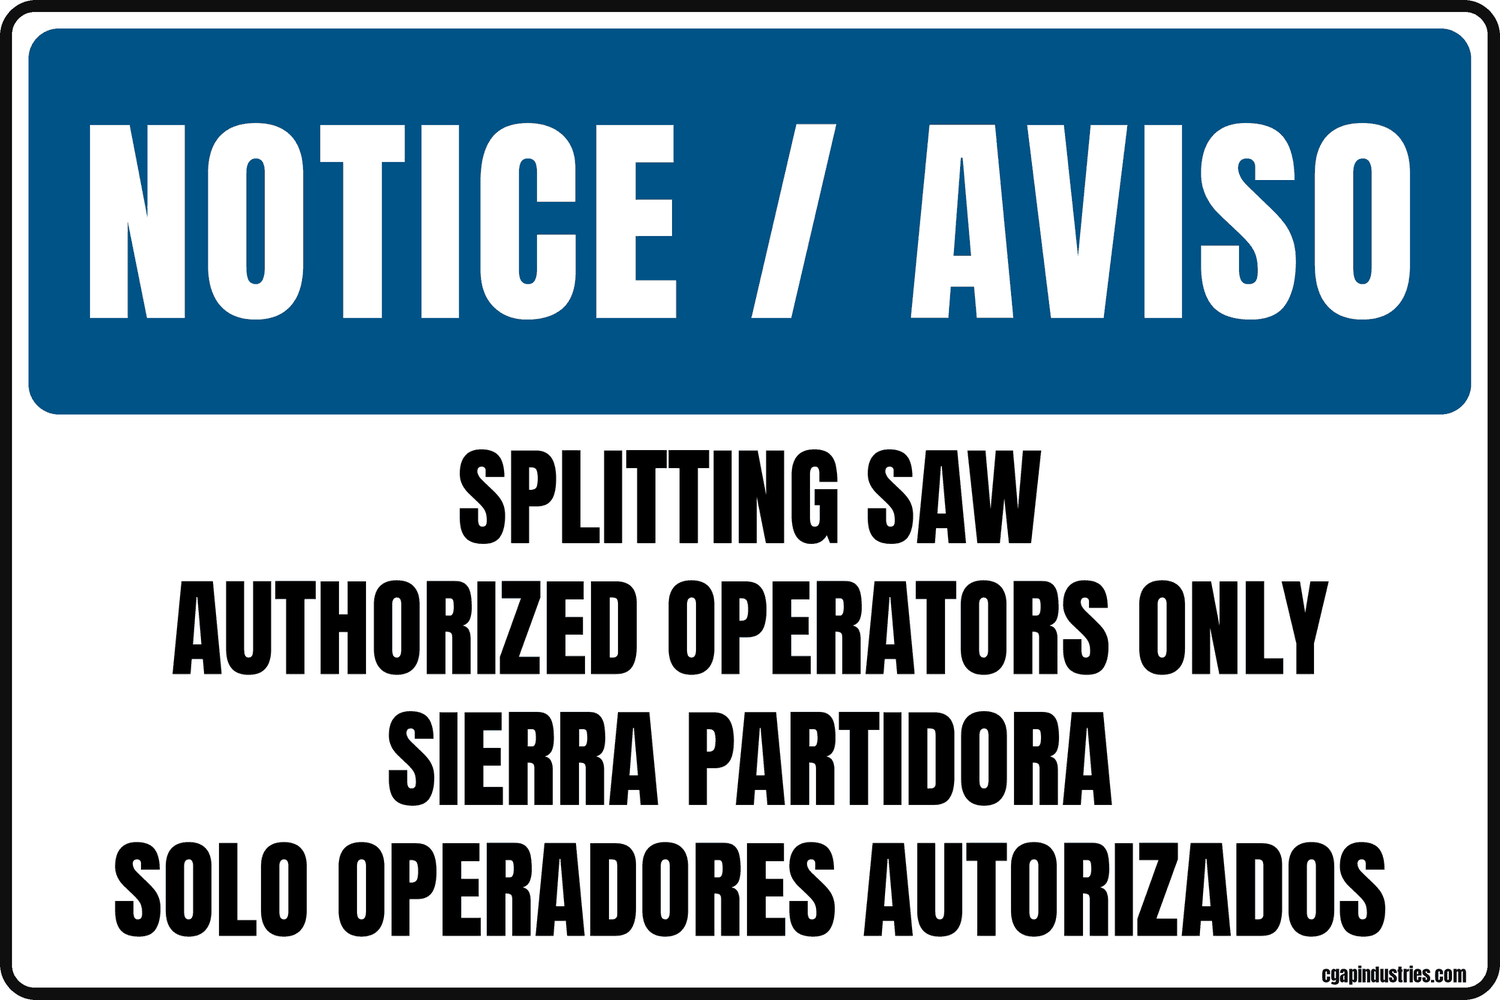 NOTICE / AVISO
SPLITTING SAW
AUTHORIZED OPERATORS ONLY
SIERRA PARTIDORA
SOLO OPERADORES AUTORIZADOS
cgapindustries.com